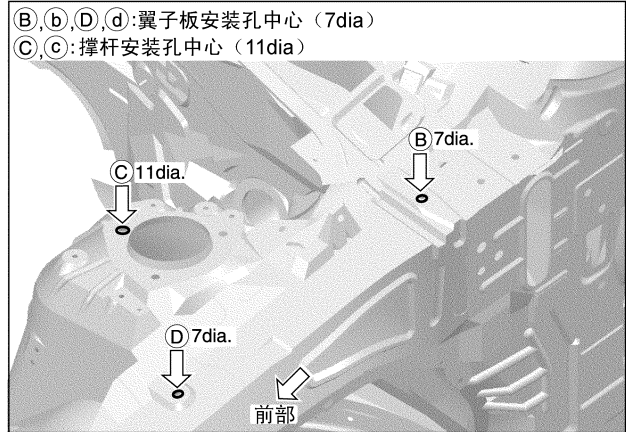 Ⓑ,ⓑ,Ⓓ,ⓓ:翼子板安装孔中心（7dia）
Ⓒ,ⓒ:撑杆安装孔中心（11dia）
Ⓑ7dia.
Ⓒ11dia.
Ⓓ7dia.
前部